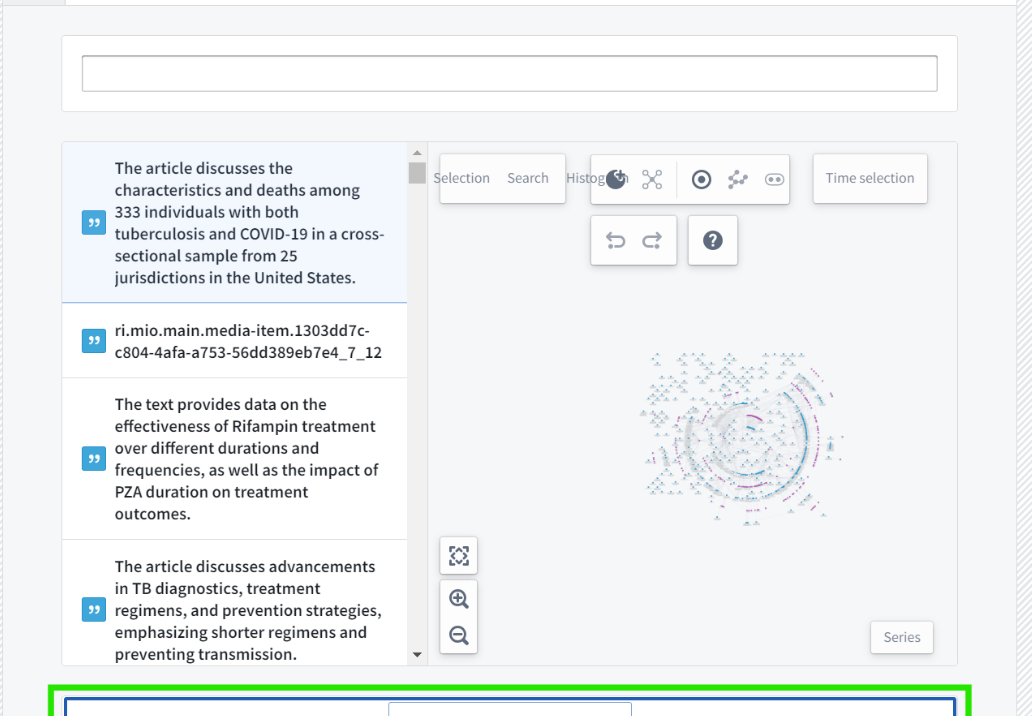 The article discusses the
characteristics and deaths among
333 individuals with both
tuberculosis and COVID-19 in a cross-
sectional sample from 25
jurisdictions in the United States.
ri.mio.main.media-item.1303dd7c-
c804-4afa-a753-56dd389eb7e4_7_12
The text provides data on the
effectiveness of Rifampin treatment
over different durations and
frequencies, as well as the impact of
PZA duration on treatment
outcomes.
The article discusses advancements
in TB diagnostics, treatment
regimens, and prevention strategies,
emphasizing shorter regimens and
preventing transmission.
Selection Search
Time selection
Series